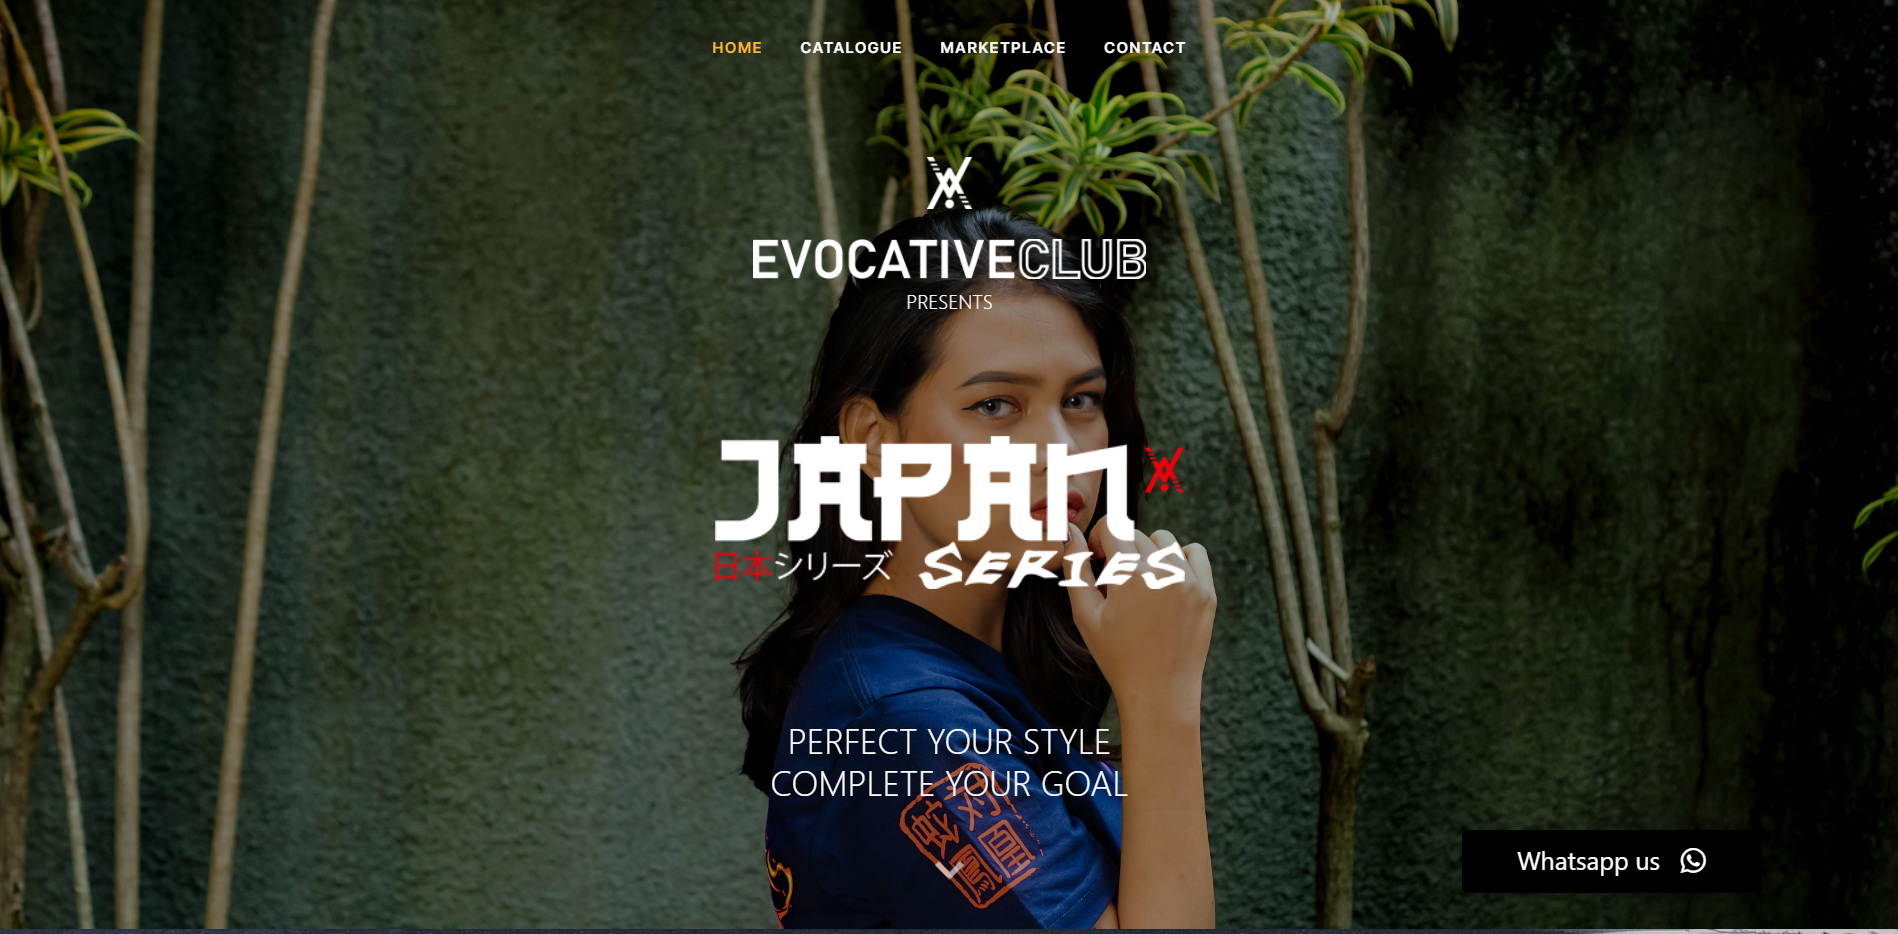 HOME CATALOGUE MARKETPLACE CONTACT
EVOCATIVECLUB
PRESENTS
JAPAN
日本シリーズ SERIES
PERFECT YOUR STYLE
COMPLETE YOUR GOAL
Whatsapp us